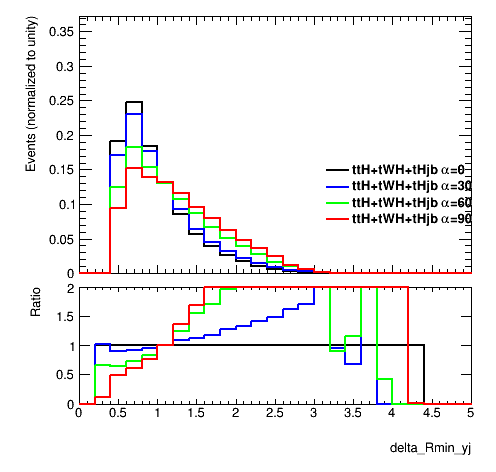 Events (normalized to unity)
0.35
0.3
0.25
0.2
0.15
0.1
0.05
0
ttH+tWH+tHjb α=0
ttH+tWH+tHjb α=30
ttH+tWH+tHjb α=60
ttH+tWH+tHjb α=90
Ratio
2
1.5
1
0.5
0
0 0.5 1 1.5 2 2.5 3 3.5 4 4.5 5
delta_Rmin_yj